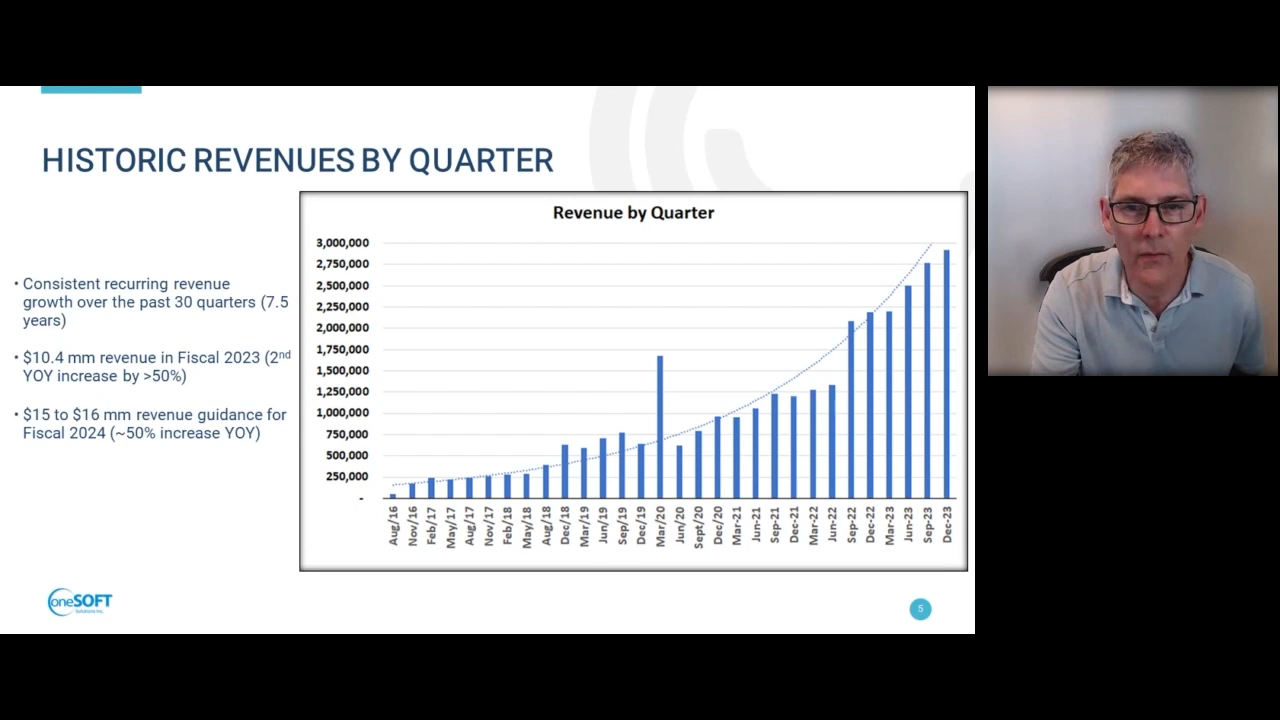 HISTORIC REVENUES BY QUARTER
• Consistent recurring revenue
growth over the past 30 quarters (7.5
years)
• $10.4 mm revenue in Fiscal 2023 (2nd
YOY increase by >50%)
• $15 to $16 mm revenue guidance for
Fiscal 2024 (~50% increase YOY)
Revenue by Quarter
3,000,000
2,750,000
2,500,000
2,250,000
2,000,000
1,750,000
1,500,000
1,250,000
1,000,000
750,000
500,000
250,000
-
Aug/16
Nov/16
Feb/17
May/17
Aug/17
Nov/17
Feb/18
May/18
Aug/18
Dec/18
Mar/19
Jun/19
Sep/19
Dec/19
Mar/20
Jun/20
Sept/20
Dec/20
Mar-21
Jun-21
Sep-21
Dec-21
Mar-22
Jun-22
Sep-22
Dec-22
Mar-23
Jun-23
Sep-23
Dec-23
oneSOFT
Solutions Inc.
5